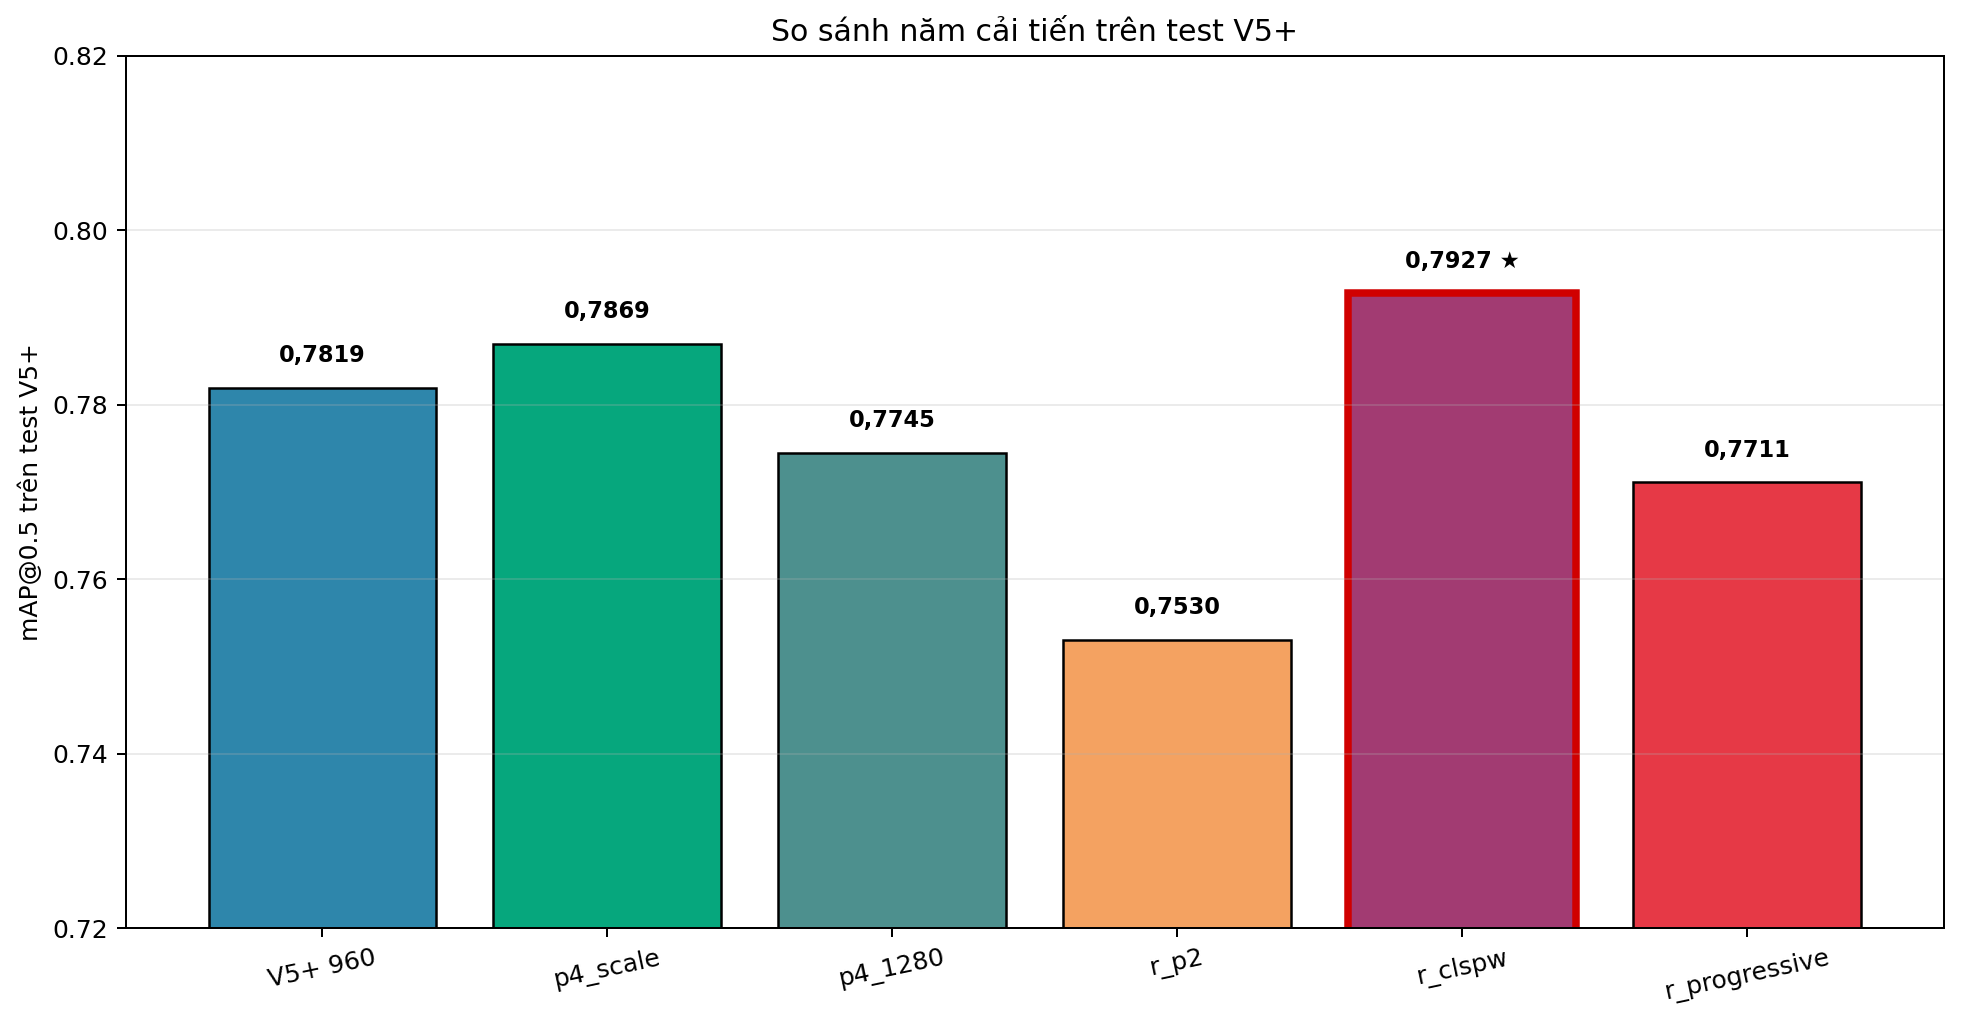 So sánh năm cải tiến trên test V5+
mAP@0.5 trên test V5+
0.82
0.80
0.78
0.76
0.74
0.72
0,7819
0,7869
0,7745
0,7530
0,7927 ★
0,7711
V5+ 960
p4_scale
p4_1280
r_p2
r_clspw
r_progressive